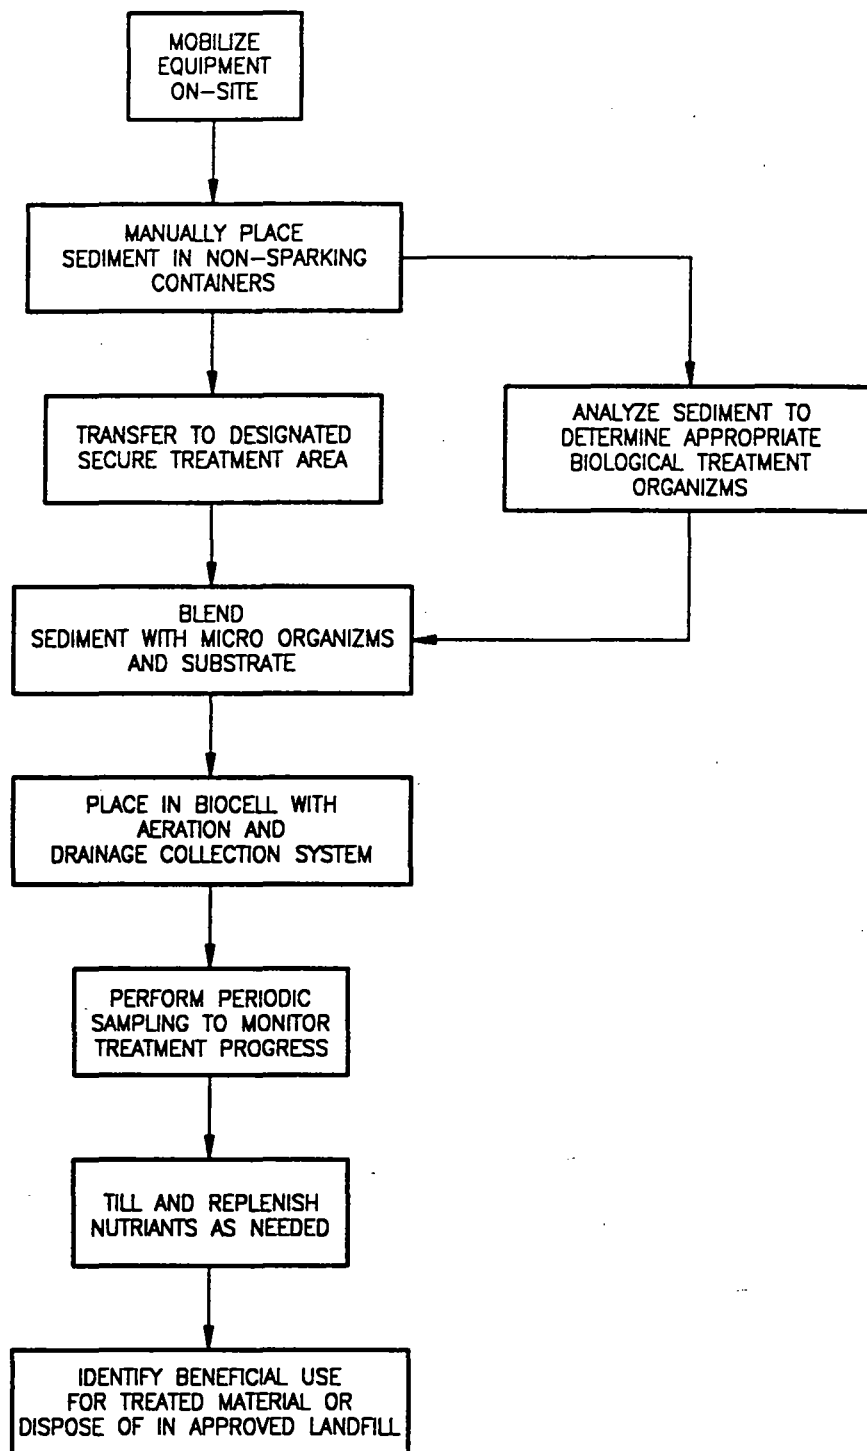 MOBILIZE
EQUIPMENT
ON-SITE
MANUALLY PLACE
SEDIMENT IN NON-SPARKING
CONTAINERS
TRANSFER TO DESIGNATED
SECURE TREATMENT AREA
ANALYZE SEDIMENT TO
DETERMINE APPROPRIATE
BIOLOGICAL TREATMENT
ORGANIZMS
BLEND
SEDIMENT WITH MICRO ORGANIZMS
AND SUBSTRATE
PLACE IN BIOCELL WITH
AERATION AND
DRAINAGE COLLECTION SYSTEM
PERFORM PERIODIC
SAMPLING TO MONITOR
TREATMENT PROGRESS
TILL AND REPLENISH
NUTRIANTS AS NEEDED
IDENTIFY BENEFICIAL USE
FOR TREATED MATERIAL OR
DISPOSE OF IN APPROVED LANDFILL